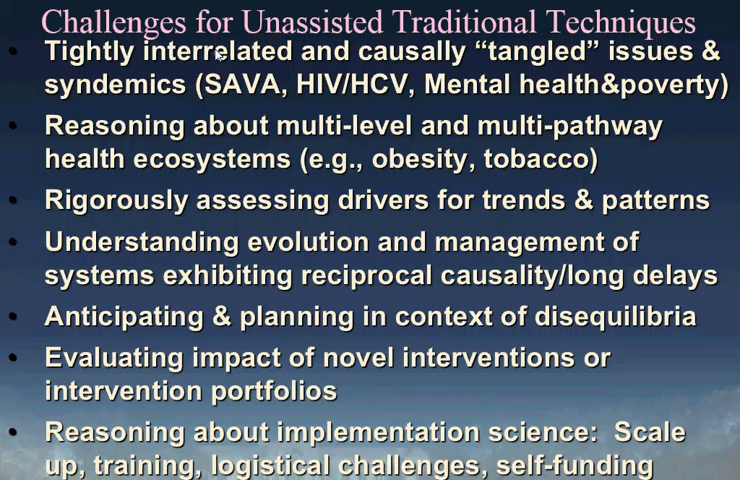 Challenges for Unassisted Traditional Techniques
• Tightly interrelated and causally “tangled” issues &
syndemics (SAVA, HIV/HCV, Mental health&poverty)
• Reasoning about multi-level and multi-pathway
health ecosystems (e.g., obesity, tobacco)
• Rigorously assessing drivers for trends & patterns
• Understanding evolution and management of
systems exhibiting reciprocal causality/long delays
• Anticipating & planning in context of disequilibria
• Evaluating impact of novel interventions or
intervention portfolios
• Reasoning about implementation science:  Scale
up, training, logistical challenges, self-funding